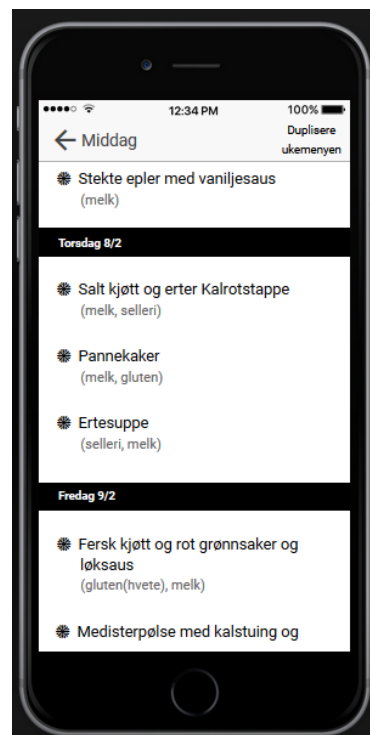 12:34 PM
100%
Middag
Duplisere
ukemenyen
Stekte epler med vaniljesaus
(melk)
Torsdag 8/2
Salt kjøtt og erter Kalrotstappe
(melk, selleri)
Pannekaker
(melk, gluten)
Ertesuppe
(selleri, melk)
Fredag 9/2
Fersk kjøtt og rot grønnsaker og
løksaus
(gluten(hvete), melk)
Medisterpølse med kalstuing og